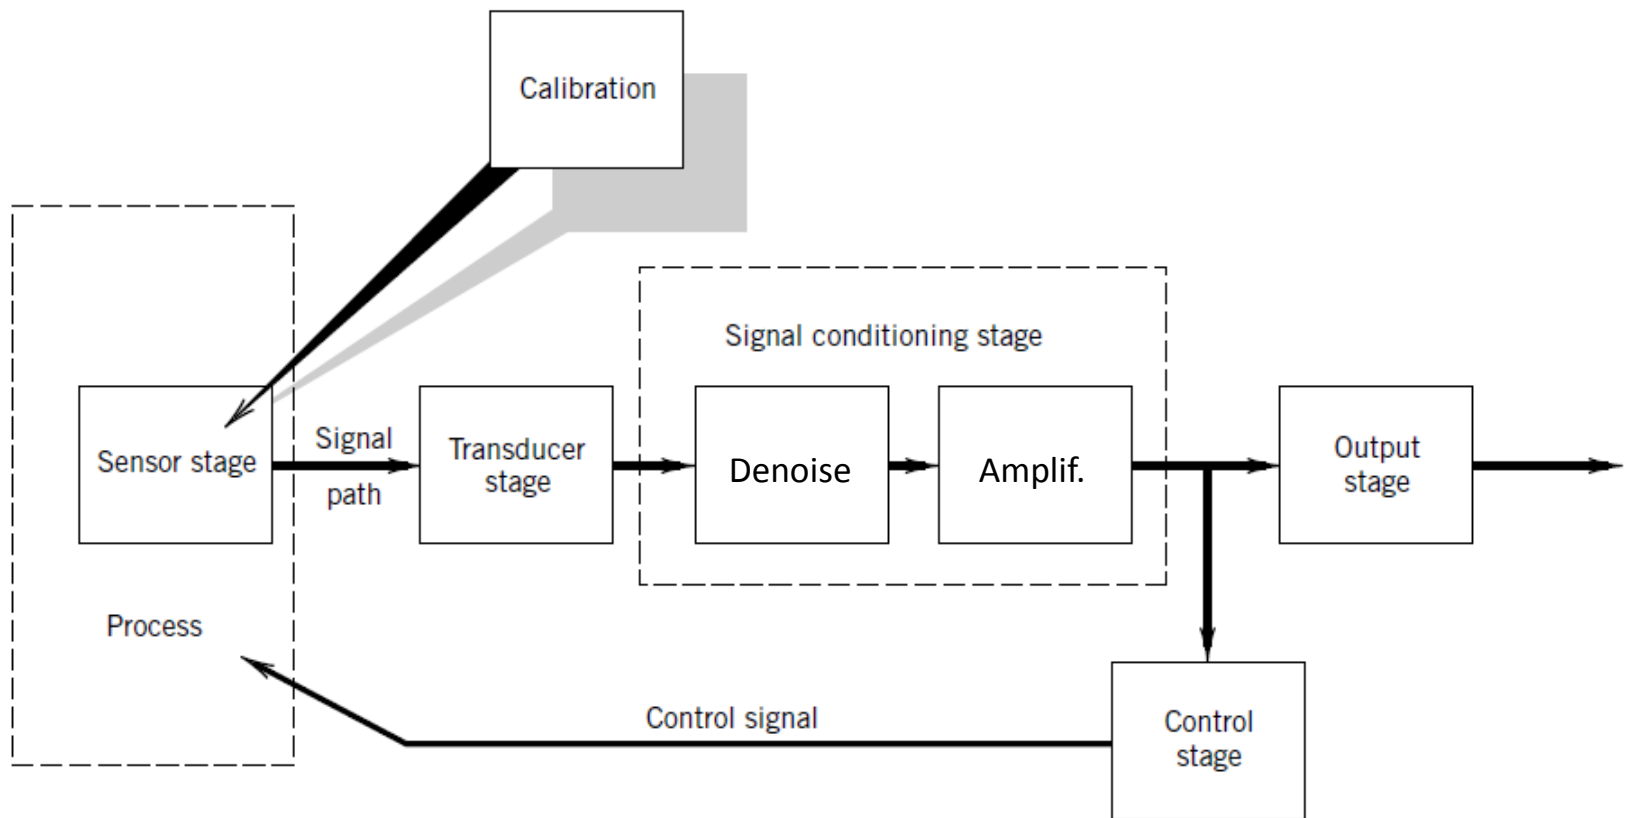 Calibration
Signal conditioning stage
Sensor stage
Signal
path
Transducer
stage
Denoise
Amplif.
Output
stage
Process
Control signal
Control
stage